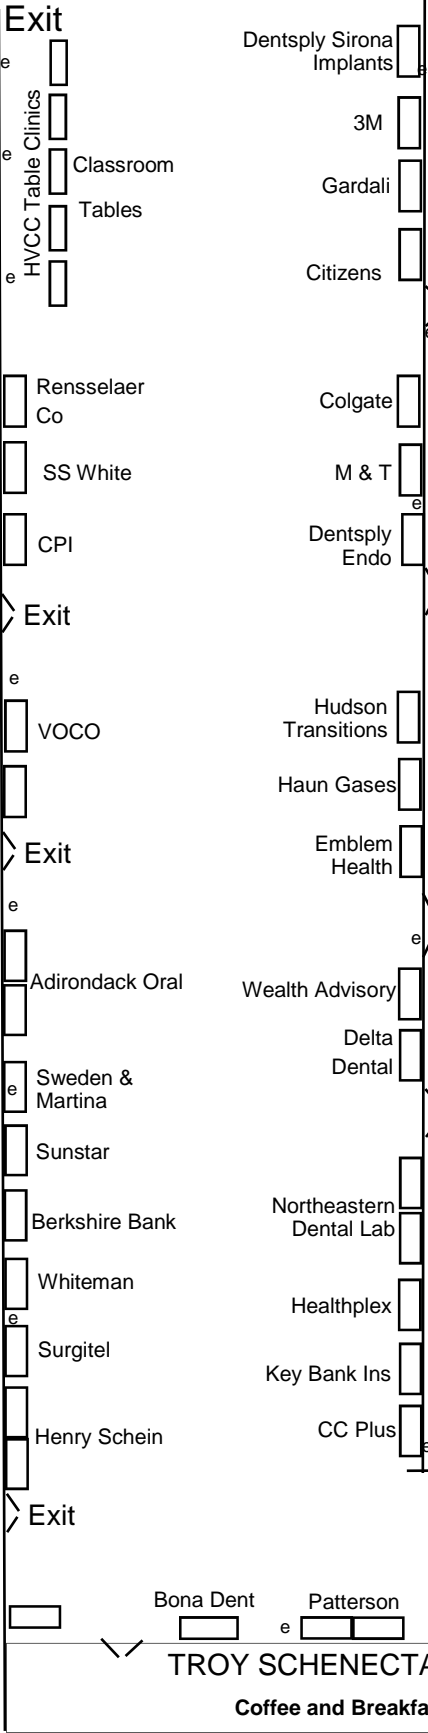 Exit
e
e
e
HVCC Table Clinics
Classroom
Tables
Rensselaer
Co
SS White
CPI
Exit
e
VOCO
Exit
e
Adirondack Oral
e
Sweden &
Martina
Sunstar
Berkshire Bank
Whiteman
e
Surgitel
Henry Schein
Exit
Dentsply Sirona
Implants
e
3M
Gardali
Citizens
e
Colgate
M & T
e
Dentsply
Endo
Hudson
Transitions
Haun Gases
Emblem
Health
e
Wealth Advisory
Delta
Dental
Northeastern
Dental Lab
Healthplex
Key Bank Ins
CC Plus
e
Bona Dent
e
Patterson
TROY SCHENECTA
Coffee and Breakfa